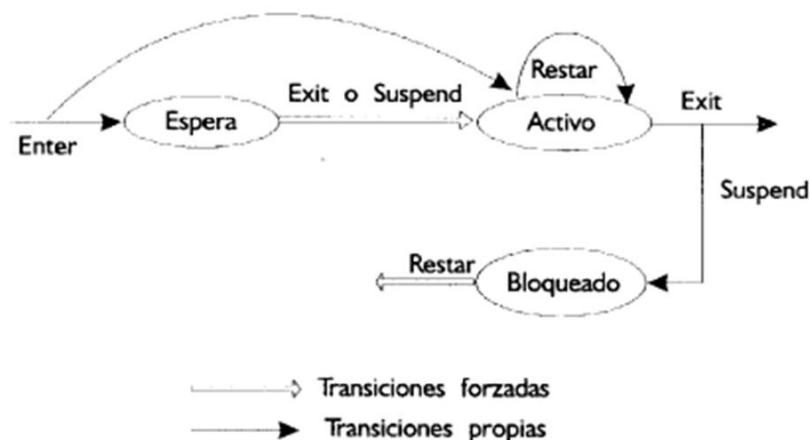 Restar
Exit o Suspend
Exit
Espera
Activo
Enter
Suspend
Restar
Bloqueado
Transiciones forzadas
Transiciones propias